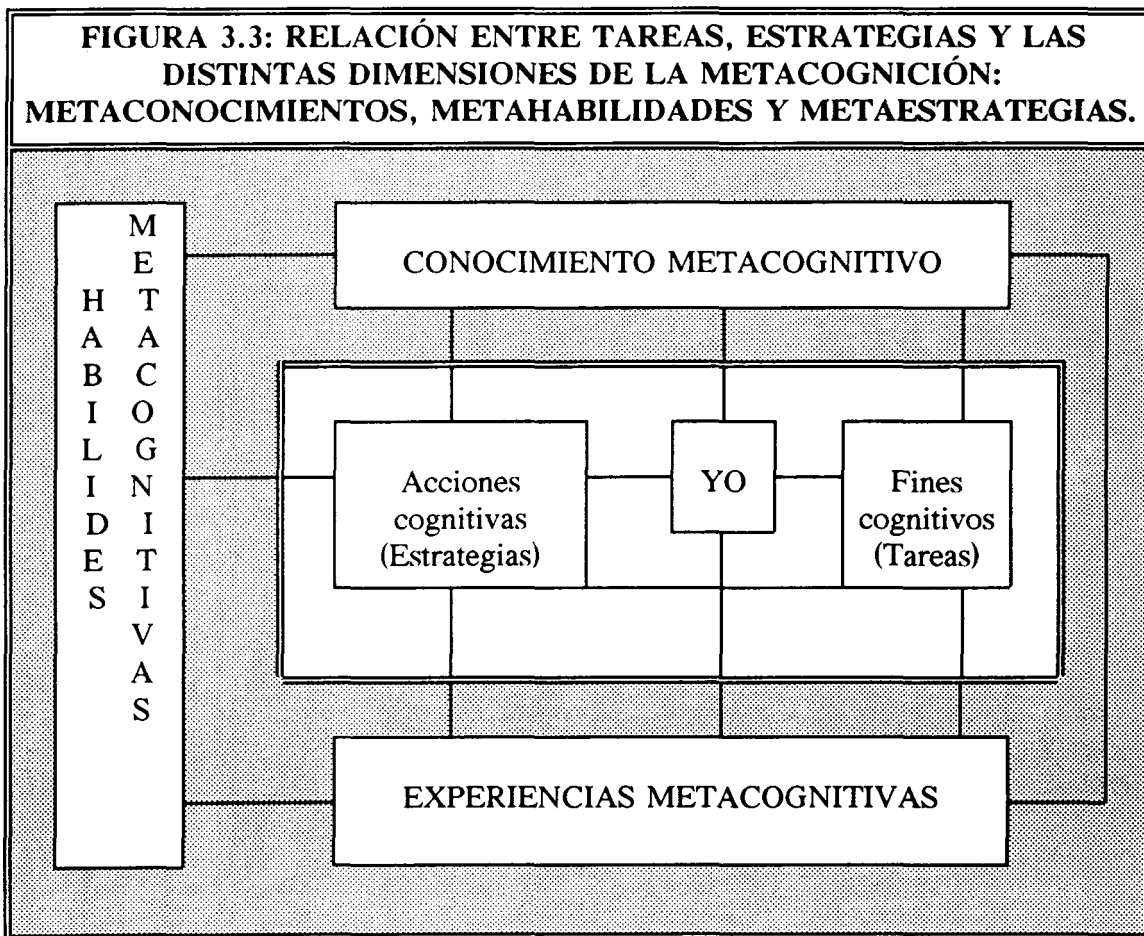 FIGURA 3.3: RELACIÓN ENTRE TAREAS, ESTRATEGIAS Y LAS
DISTINTAS DIMENSIONES DE LA METACOGNICIÓN:
METACONOCIMIENTOS, METAHABILIDADES Y METAESTRATEGIAS.
HABILIDES
METACOGNITIVAS
CONOCIMIENTO METACOGNITIVO
Acciones
cognitivas
(Estrategias)
YO
Fines
cognitivos
(Tareas)
EXPERIENCIAS METACOGNITIVAS